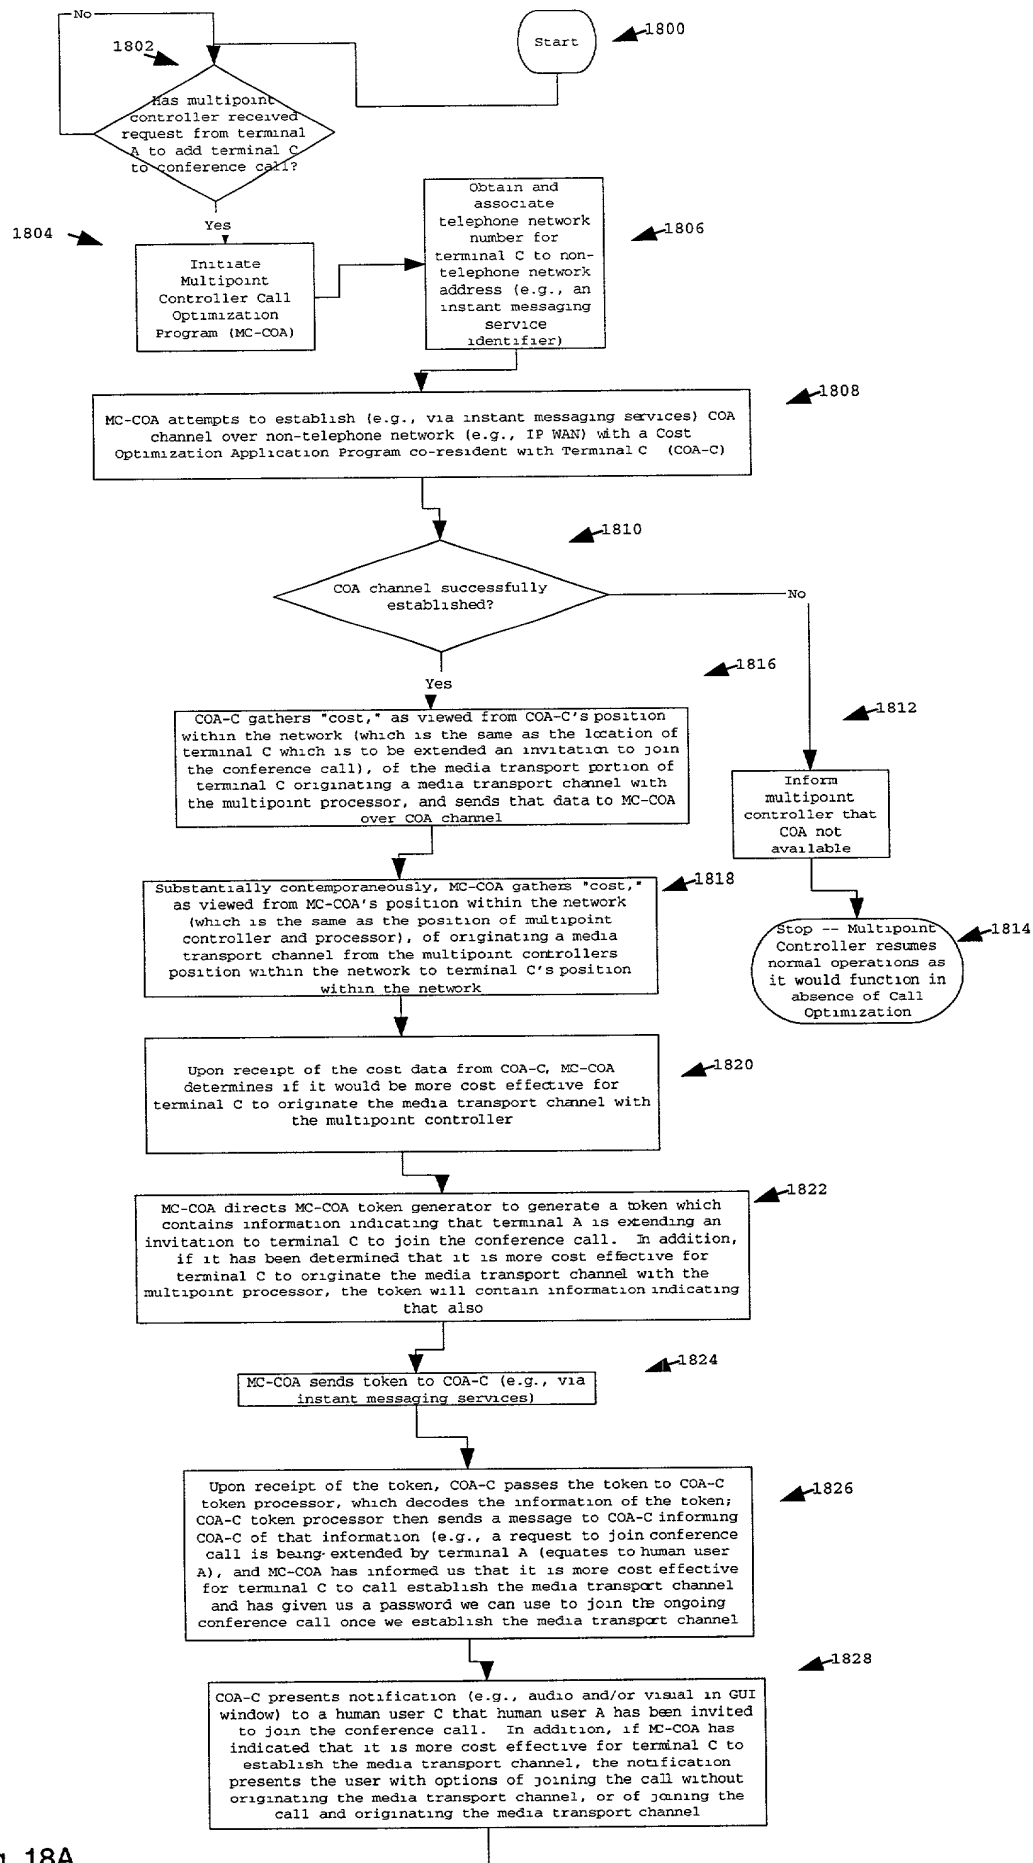 No
1802
Start
1800
Has multipoint
controller received
request from terminal
A to add terminal C
to conference call?
Yes
1804
Initiate
Multipoint
Controller Call
Optimization
Program (MC-COA)
Obtain and
associate
telephone network
number for
terminal C to non-
telephone network
address (e.g., an
instant messaging
service
identifier)
1806
1808
MC-COA attempts to establish (e.g., via instant messaging services) COA
channel over non-telephone network (e.g., IP WAN) with a Cost
Optimization Application Program co-resident with Terminal C (COA-C)
1810
COA channel successfully
established?
No
Yes
1816
COA-C gathers "cost," as viewed from COA-C's position
within the network (which is the same as the location of
terminal C which is to be extended an invitation to join
the conference call), of the media transport portion of
terminal C originating a media transport channel with
the multipoint processor, and sends that data to MC-COA
over COA channel
1812
Inform
multipoint
controller that
COA not
available
1818
Substantially contemporaneously, MC-COA gathers "cost,"
as viewed from MC-COA's position within the network
(which is the same as the position of multipoint
controller and processor), of originating a media
transport channel from the multipoint controllers
position within the network to terminal C's position
within the network
1814
Stop -- Multipoint
Controller resumes
normal operations as
it would function in
absence of Call
Optimization
1820
Upon receipt of the cost data from COA-C, MC-COA
determines if it would be more cost effective for
terminal C to originate the media transport channel with
the multipoint controller
1822
MC-COA directs MC-COA token generator to generate a token which
contains information indicating that terminal A is extending an
invitation to terminal C to join the conference call. In addition,
if it has been determined that it is more cost effective for
terminal C to originate the media transport channel with the
multipoint processor, the token will contain information indicating
that also
1824
MC-COA sends token to COA-C (e.g., via
instant messaging services)
1826
Upon receipt of the token, COA-C passes the token to COA-C
token processor, which decodes the information of the token;
COA-C token processor then sends a message to COA-C informing
COA-C of that information (e.g., a request to join conference
call is being extended by terminal A (equates to human user
A), and MC-COA has informed us that it is more cost effective
for terminal C to call establish the media transport channel
and has given us a password we can use to join the ongoing
conference call once we establish the media transport channel
1828
COA-C presents notification (e.g., audio and/or visual in GUI
window) to a human user C that human user A has been invited
to join the conference call. In addition, if MC-COA has
indicated that it is more cost effective for terminal C to
establish the media transport channel, the notification
presents the user with options of joining the call without
originating the media transport channel, or of joining the
call and originating the media transport channel
18A